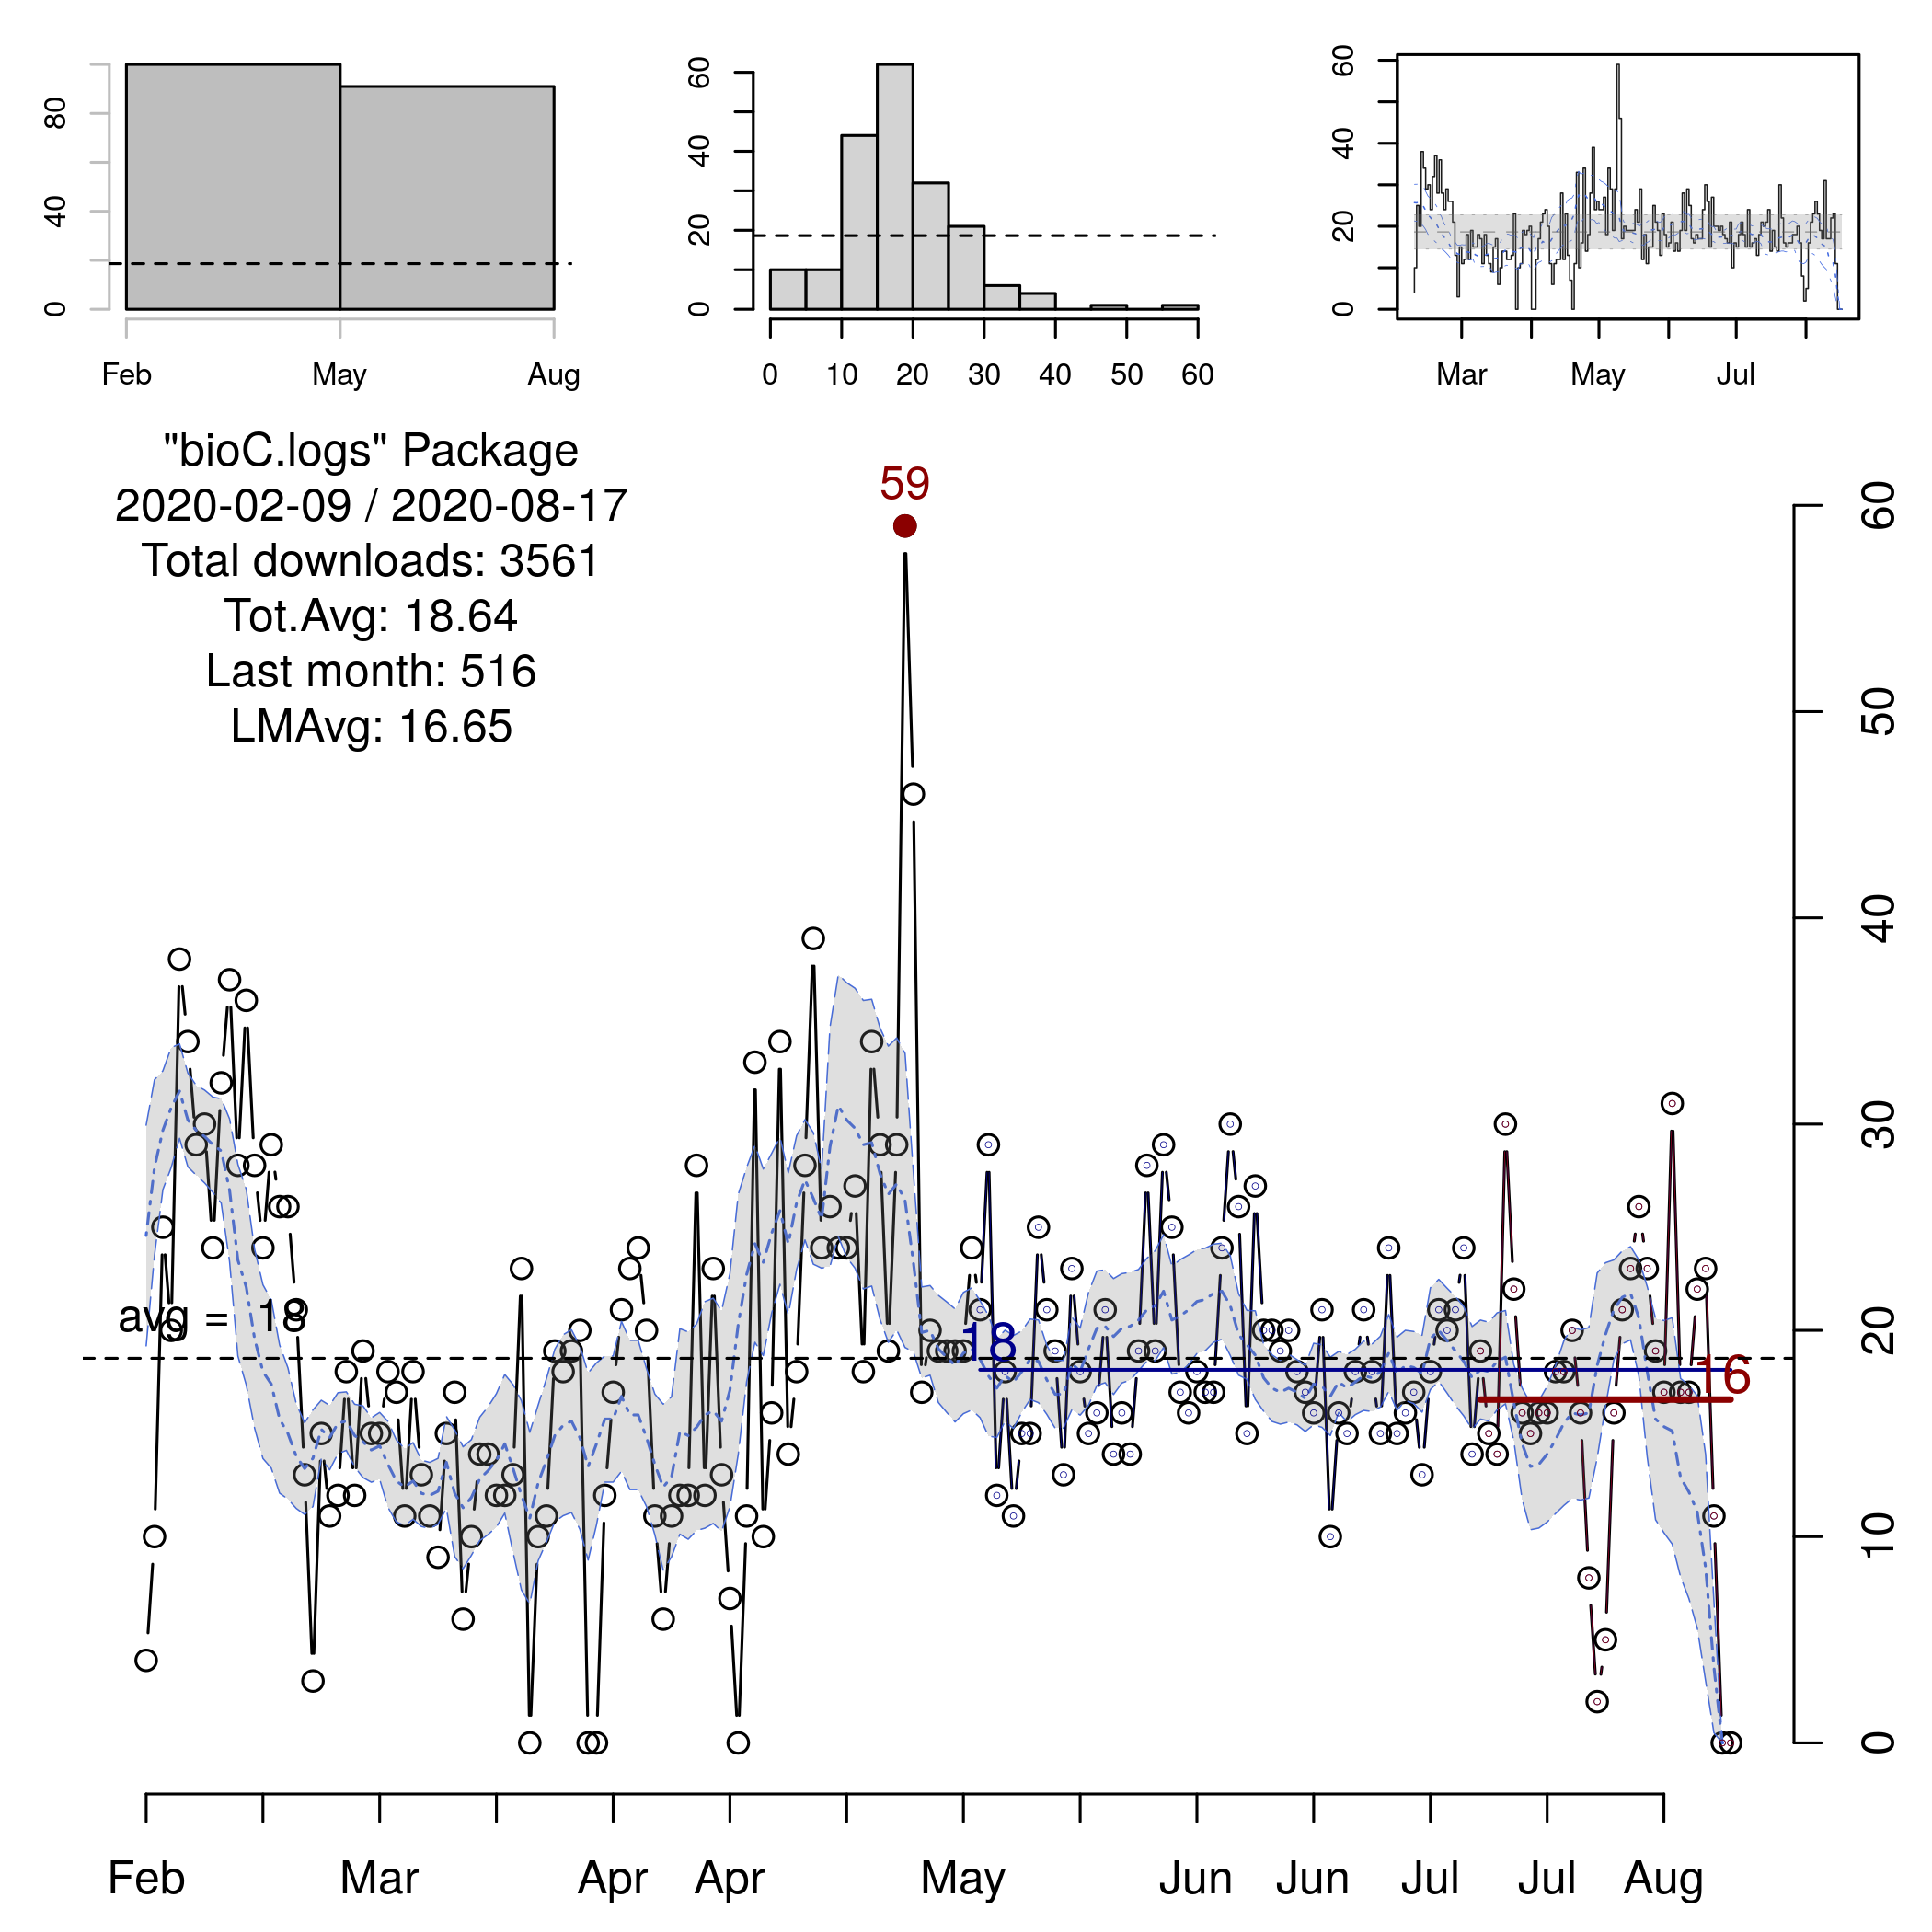 80
40
0
Feb May Aug
60
40
20
0
0 10 20 30 40 50 60
60
40
20
0
Mar May Jul
"bioC.logs" Package
2020-02-09 / 2020-08-17
Total downloads: 3561
Tot.Avg: 18.64
Last month: 516
LMAvg: 16.65
59
avg = 18
18
16
60
50
40
30
20
10
0
Feb Mar Apr Apr May Jun Jun Jul Jul Aug